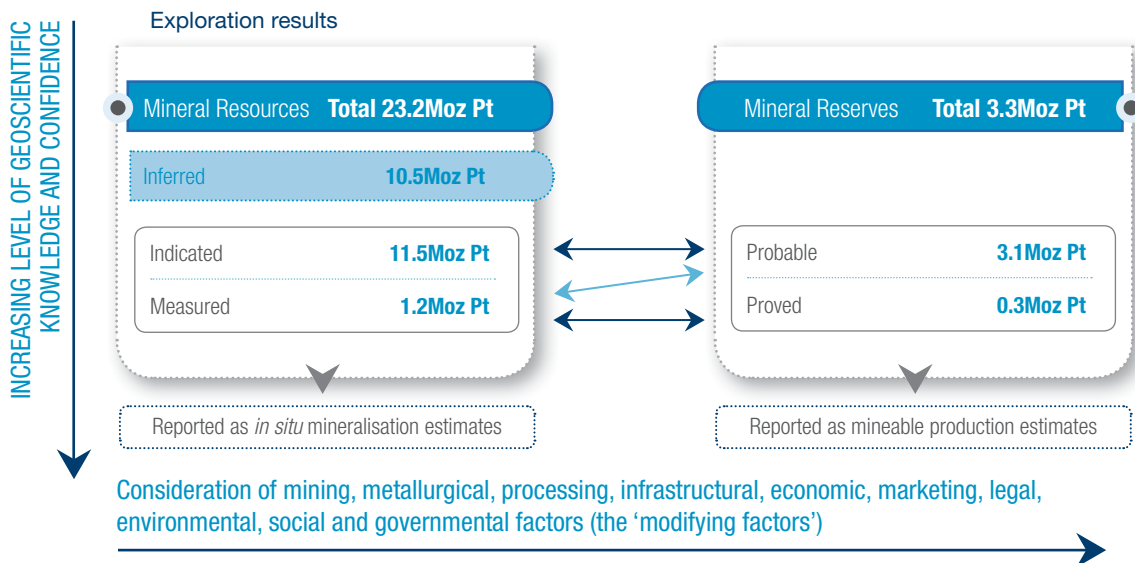 Exploration results
INCREASING LEVEL OF GEOSCIENTIFIC
KNOWLEDGE AND CONFIDENCE
Mineral Resources Total 23.2Moz Pt
Inferred 10.5Moz Pt
Indicated 11.5Moz Pt
Measured 1.2Moz Pt
Reported as in situ mineralisation estimates
Mineral Reserves Total 3.3Moz Pt
Probable 3.1Moz Pt
Proved 0.3Moz Pt
Reported as mineable production estimates
Consideration of mining, metallurgical, processing, infrastructural, economic, marketing, legal,
environmental, social and governmental factors (the ‘modifying factors’)